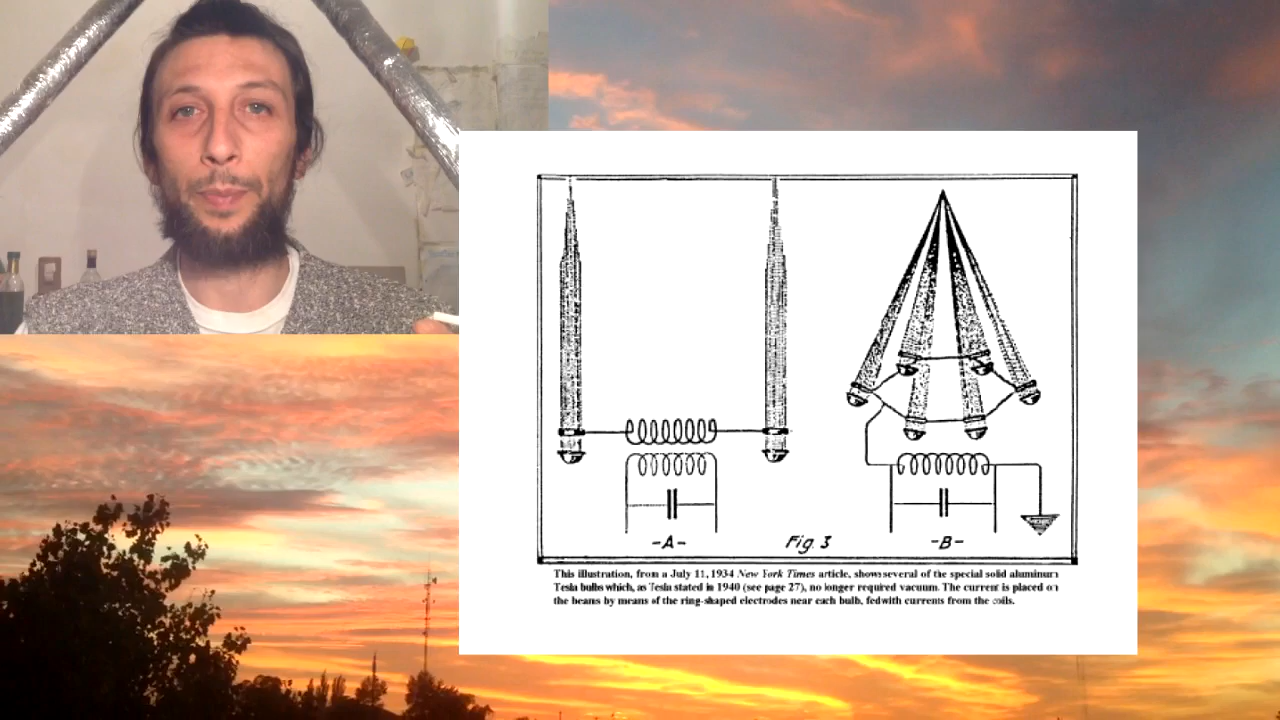 -A-
Fig. 3
-B-
This illustration, from a July 11, 1934 New York Times article, shows several of the special solid aluminum
Tesla bulbs which, as Tesla stated in 1940 (see page 27), no longer required vacuum. The current is placed on
the beams by means of the ring-shaped electrodes near each bulb, fed with currents from the coils.